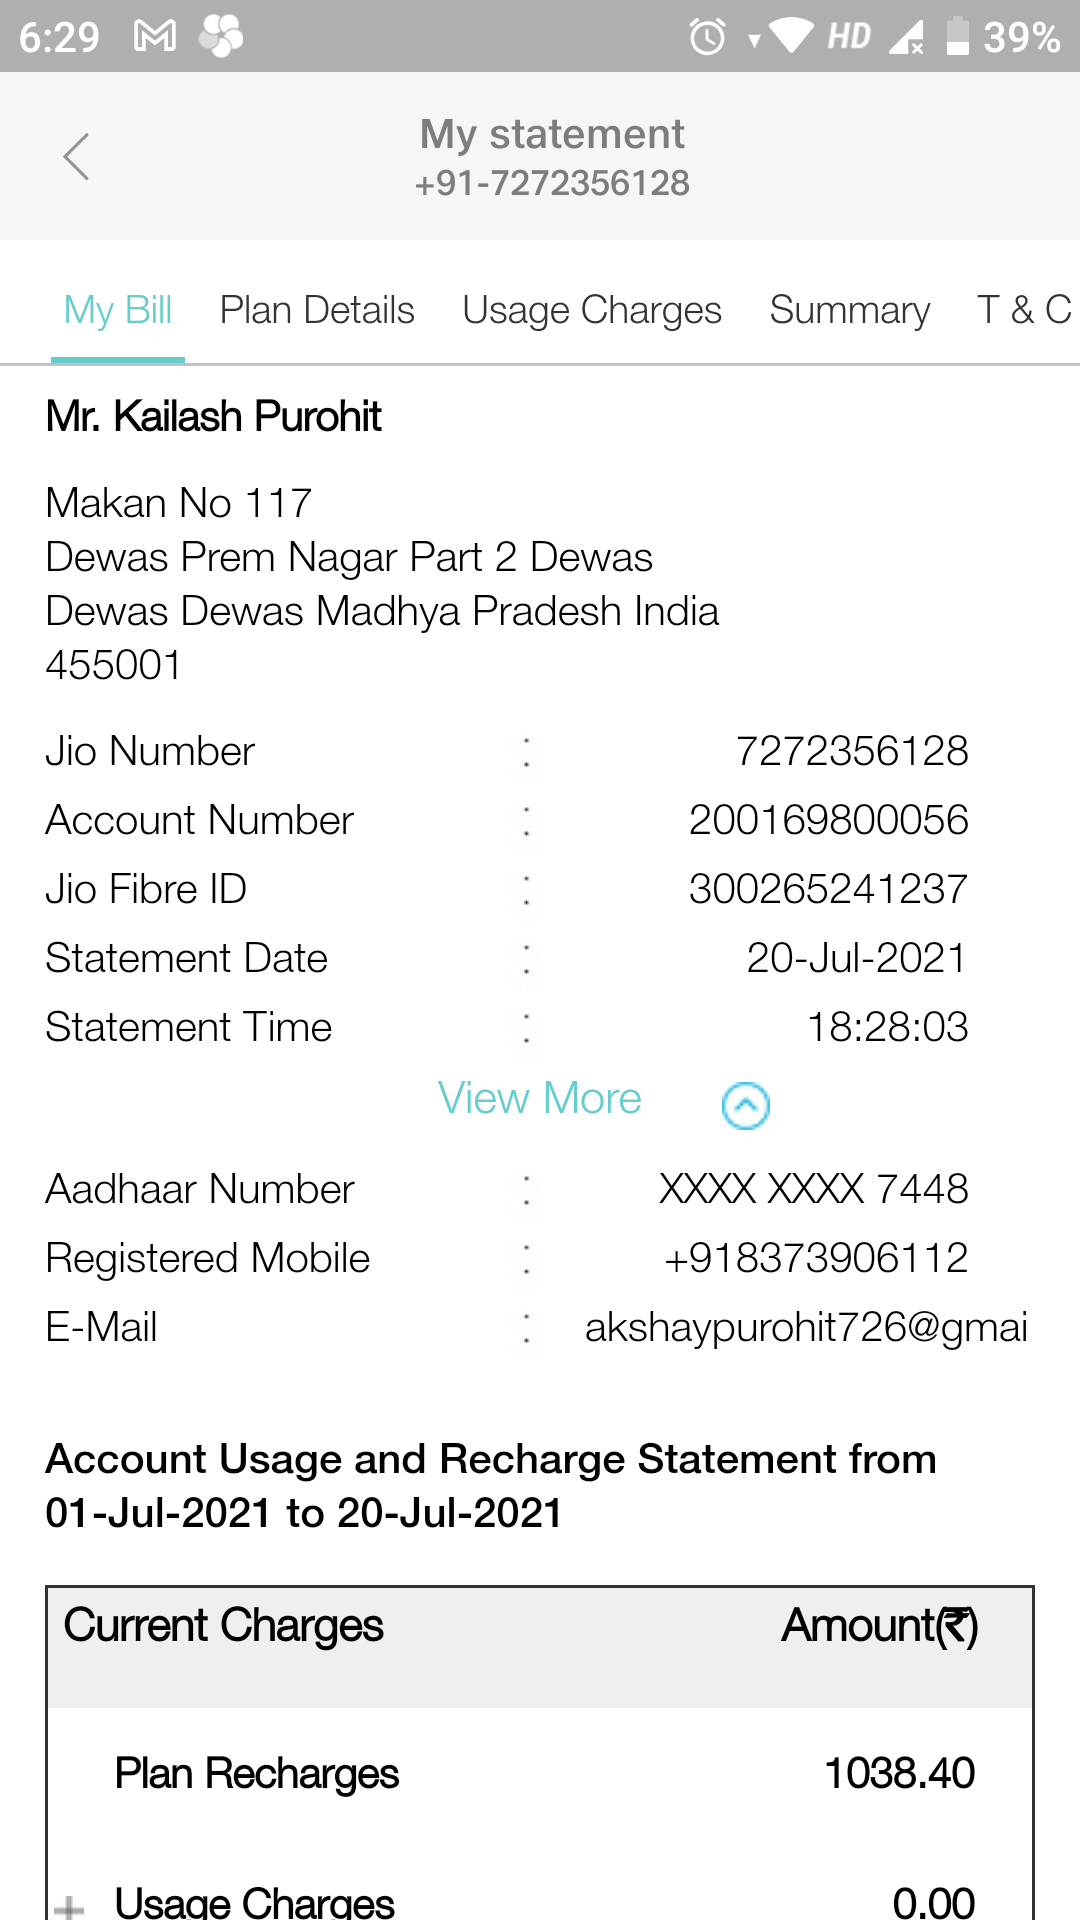 6:29 HD 39%
My statement
+91-7272356128
My Bill Plan Details Usage Charges Summary T & C
Mr. Kailash Purohit
Makan No 117
Dewas Prem Nagar Part 2 Dewas
Dewas Dewas Madhya Pradesh India
455001
Jio Number : 7272356128
Account Number : 200169800056
Jio Fibre ID : 300265241237
Statement Date : 20-Jul-2021
Statement Time : 18:28:03
View More
Aadhaar Number : XXXX XXXX 7448
Registered Mobile : +918373906112
E-Mail : akshaypurohit726@gmai
Account Usage and Recharge Statement from
01-Jul-2021 to 20-Jul-2021
Current Charges Amount(₹)
Plan Recharges 1038.40
+ Usage Charges 0.00